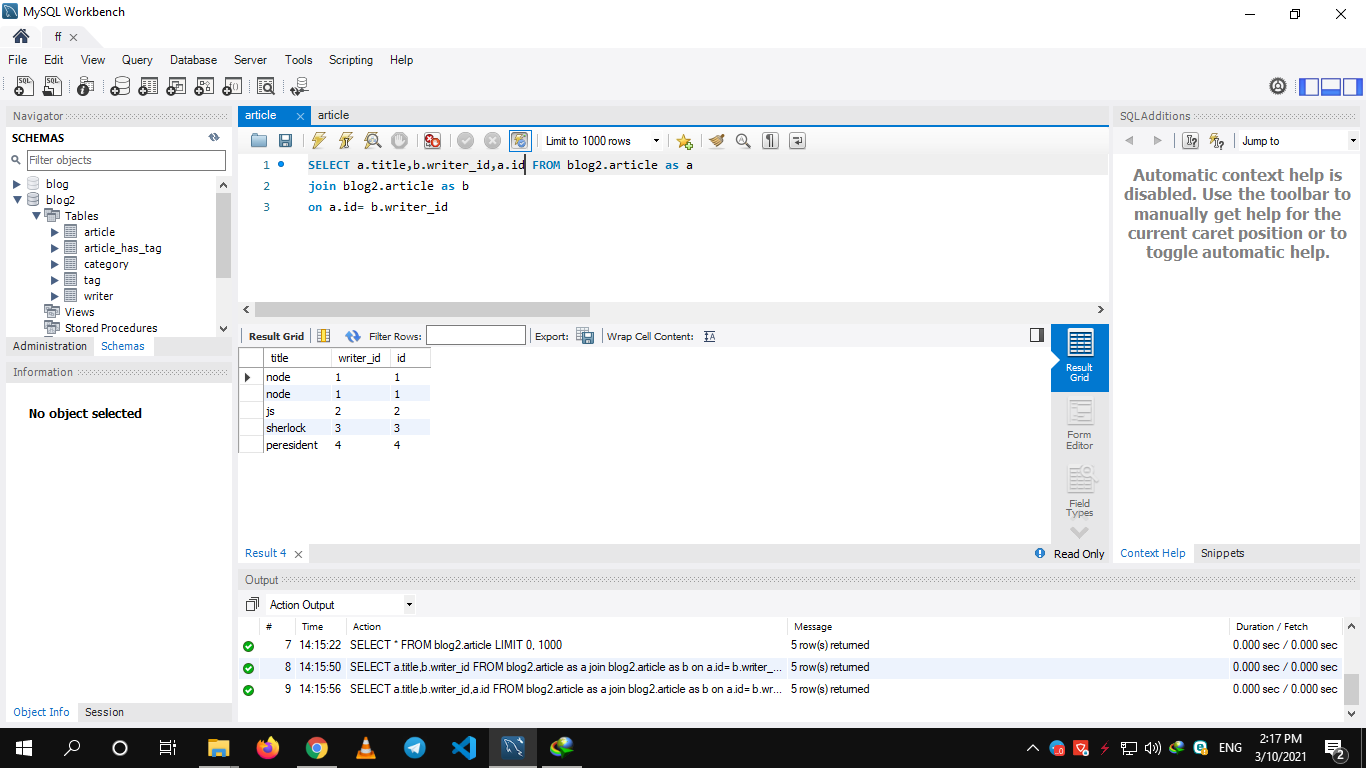 MySQL Workbench
ff
File Edit View Query Database Server Tools Scripting Help
Navigator
SCHEMAS
Filter objects
blog
blog2
Tables
article
article_has_tag
category
tag
writer
Views
Stored Procedures
Administration Schemas
Information
No object selected
Object Info Session
article article
Limit to 1000 rows
1 SELECT a.title,b.writer_id,a.id FROM blog2.article as a
2 join blog2.article as b
3 on a.id= b.writer_id
Result Grid Filter Rows: Export: Wrap Cell Content:
title writer_id id
node 1 1
node 1 1
js 2 2
sherlock 3 3
peresident 4 4
Result Grid
Form Editor
Field Types
Result 4 Read Only
SQLAdditions
Jump to
Automatic context help is
disabled. Use the toolbar to
manually get help for the
current caret position or to
toggle automatic help.
Context Help Snippets
Output
Action Output
# Time Action Message Duration / Fetch
7 14:15:22 SELECT * FROM blog2.article LIMIT 0, 1000 5 row(s) returned 0.000 sec / 0.000 sec
8 14:15:50 SELECT a.title,b.writer_id FROM blog2.article as a join blog2.article as b on a.id= b.writer_... 5 row(s) returned 0.000 sec / 0.000 sec
9 14:15:56 SELECT a.title,b.writer_id,a.id FROM blog2.article as a join blog2.article as b on a.id= b.wr... 5 row(s) returned 0.000 sec / 0.000 sec
ENG
2:17 PM
3/10/2021
2